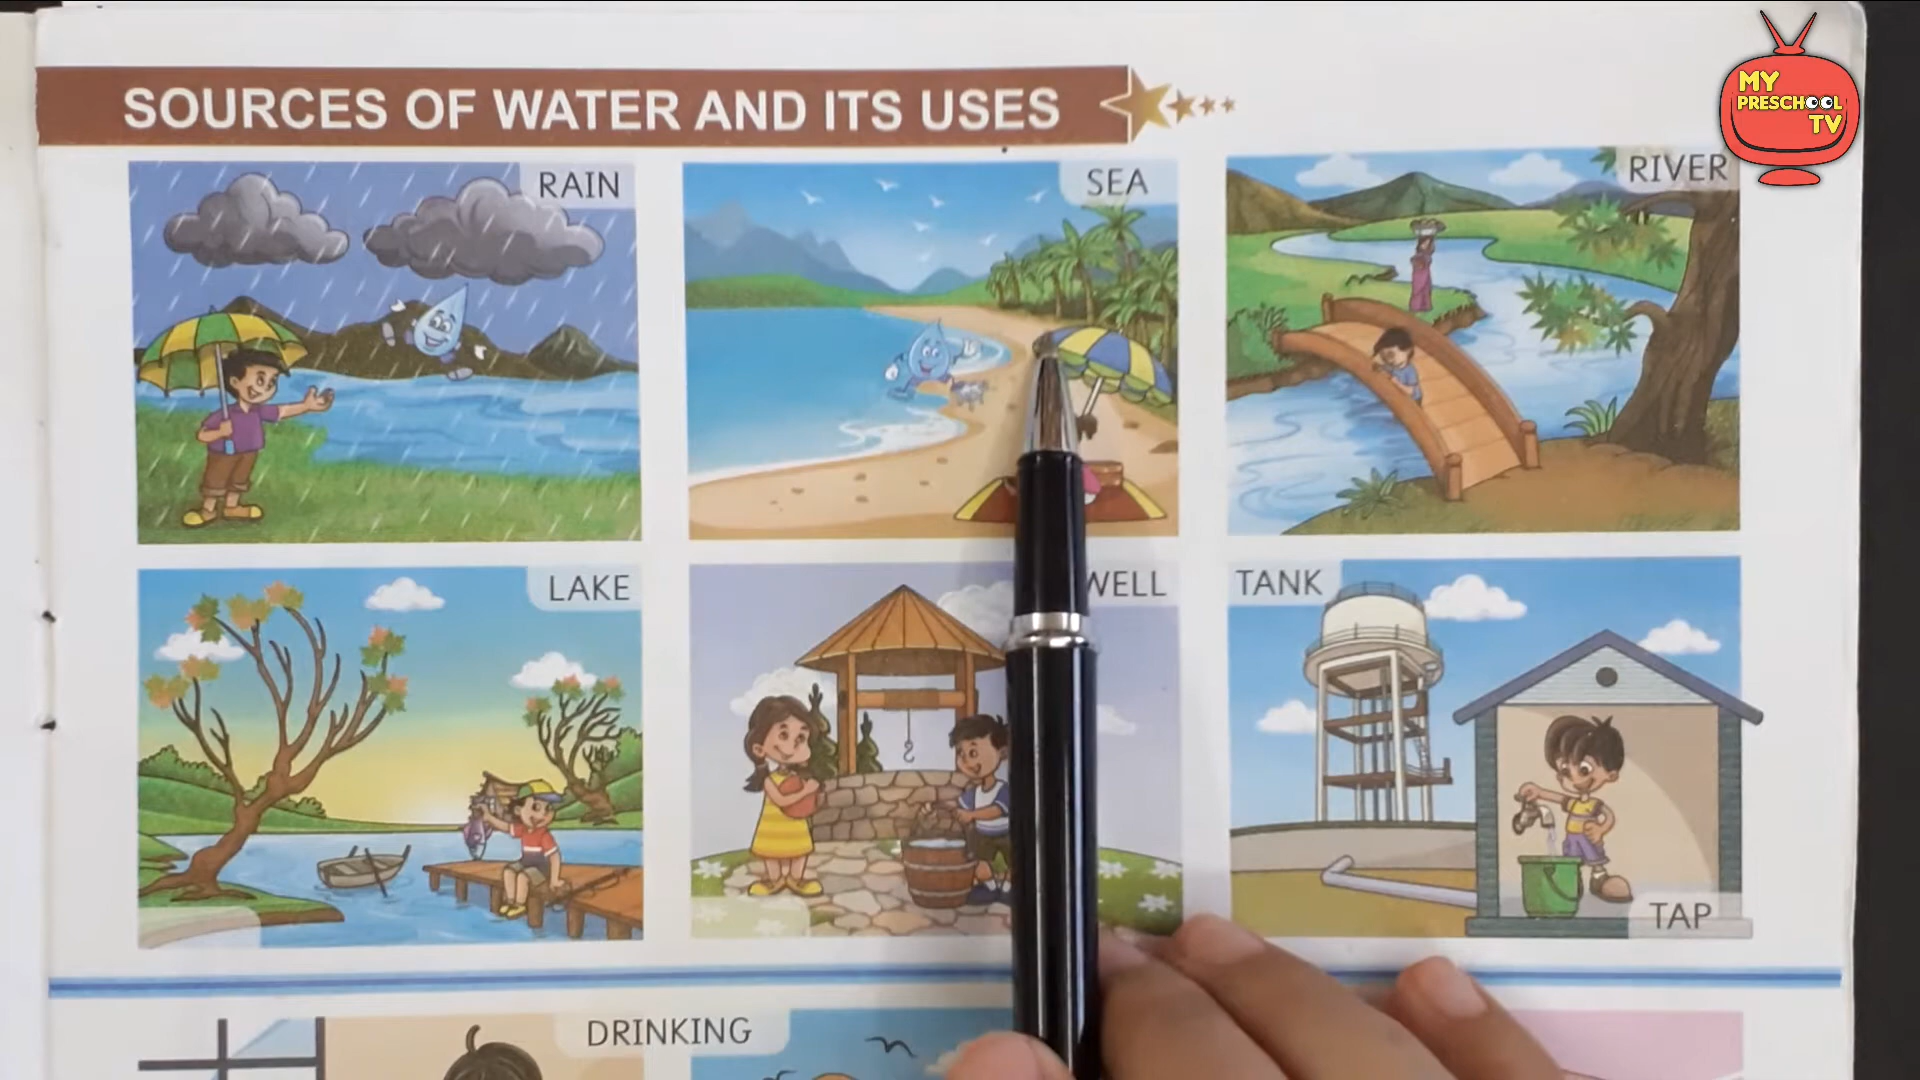 SOURCES OF WATER AND ITS USES
MY
PRESCHOOL
TV
RAIN
SEA
RIVER
LAKE
WELL
TANK
TAP
DRINKING